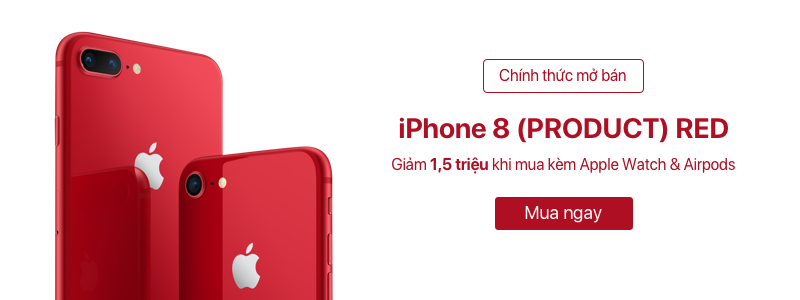 Chính thức mở bán
iPhone 8 (PRODUCT) RED
Giảm 1,5 triệu khi mua kèm Apple Watch & Airpods
Mua ngay